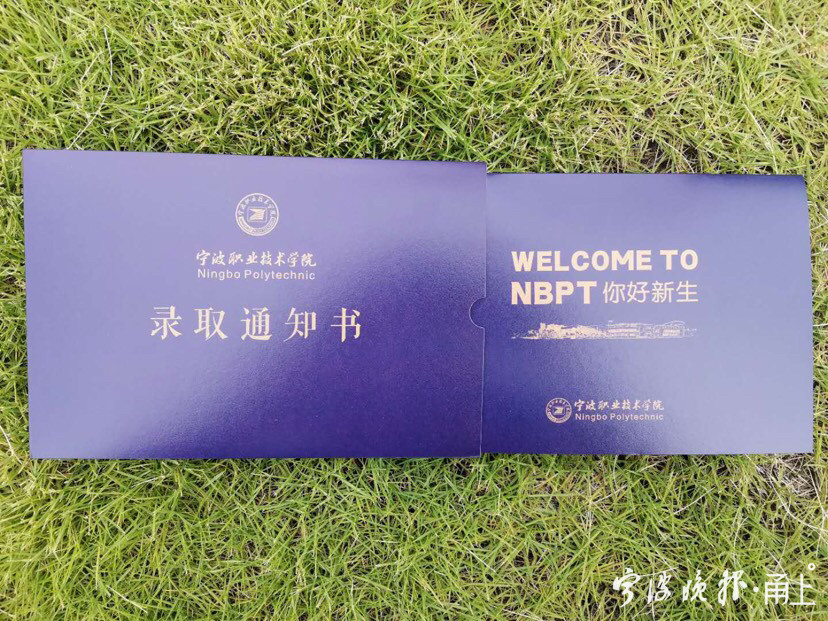 宁波职业技术学院
Ningbo Polytechnic
录取通知书
WELCOME TO
NBPT 你好新生
宁波职业技术学院
Ningbo Polytechnic
宁波晚报·甬上